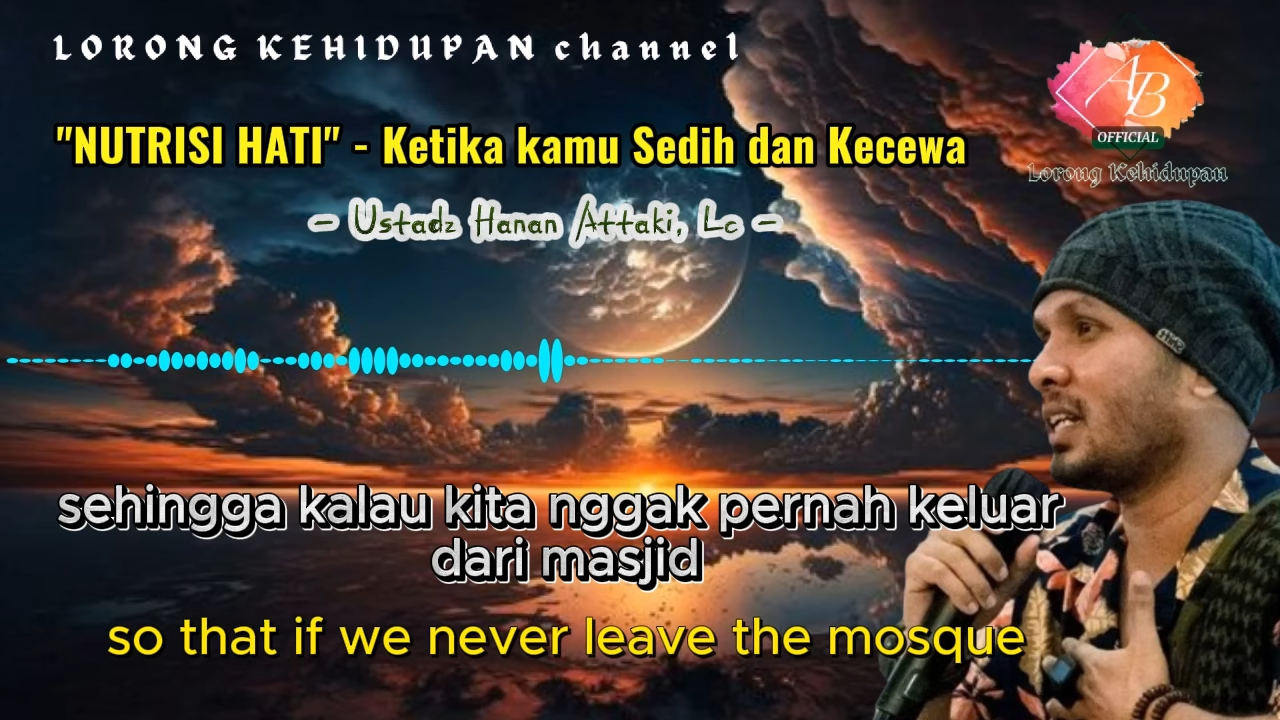 LORONG KEHIDUPAN channel
AB
OFFICIAL
Lorong Kehidupan
"NUTRISI HATI" - Ketika kamu Sedih dan Kecewa
- Ustadz Hanan Attaki, Lc -
sehingga kalau kita nggak pernah keluar
dari masjid
so that if we never leave the mosque